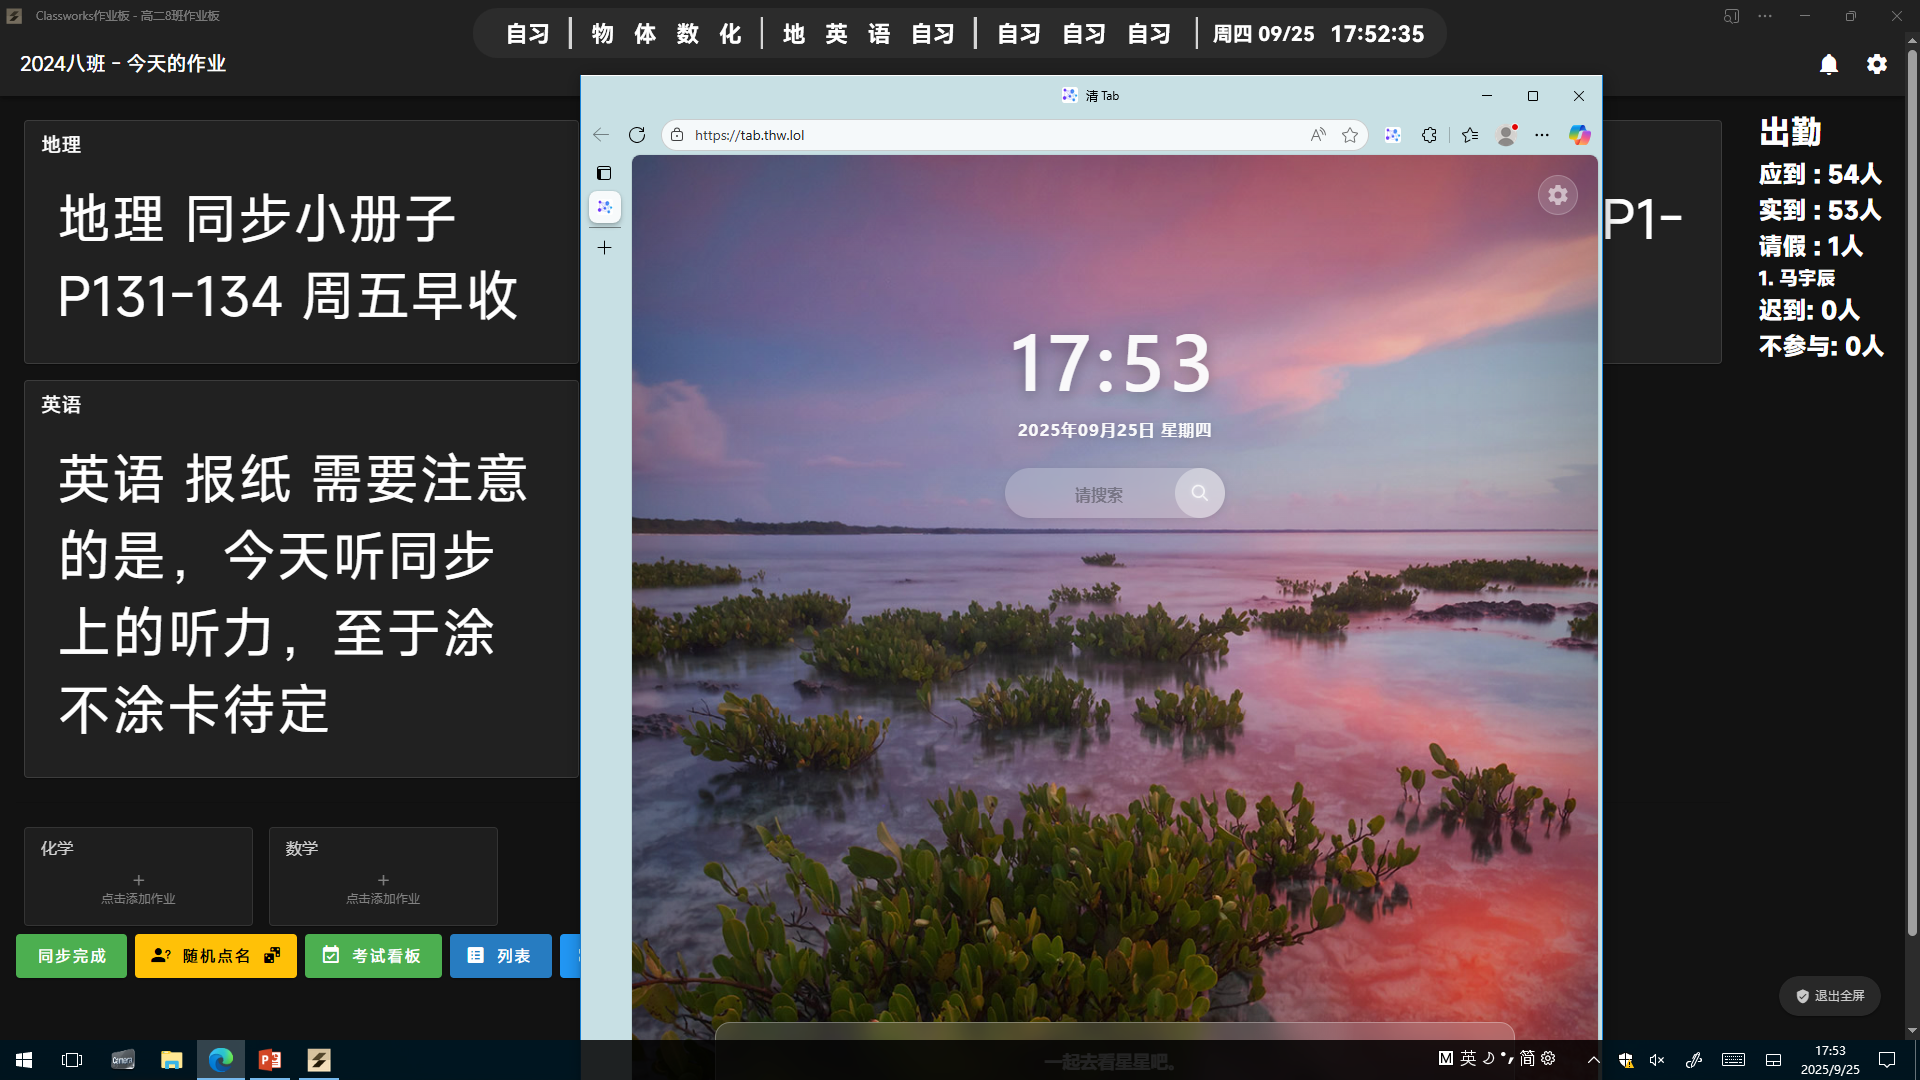 Classworks作业板 - 高二8班作业板
自习 | 物 体 数 化 | 地 英 语 自习 | 自习 自习 自习 | 周四 09/25 17:52:35
2024八班 - 今天的作业
清 Tab
https://tab.thw.lol
地理
地理 同步小册子
P131-134 周五早收
英语
英语 报纸 需要注意
的是，今天听同步
上的听力，至于涂
不涂卡待定
P1-
出勤
应到 : 54人
实到 : 53人
请假 : 1人
1. 马宇辰
迟到: 0人
不参与: 0人
17:53
2025年09月25日 星期四
请搜索
化学
点击添加作业
数学
点击添加作业
同步完成
随机点名
考试看板
列表
退出全屏
一起去看星星吧。
M 英 简
17:53
2025/9/25